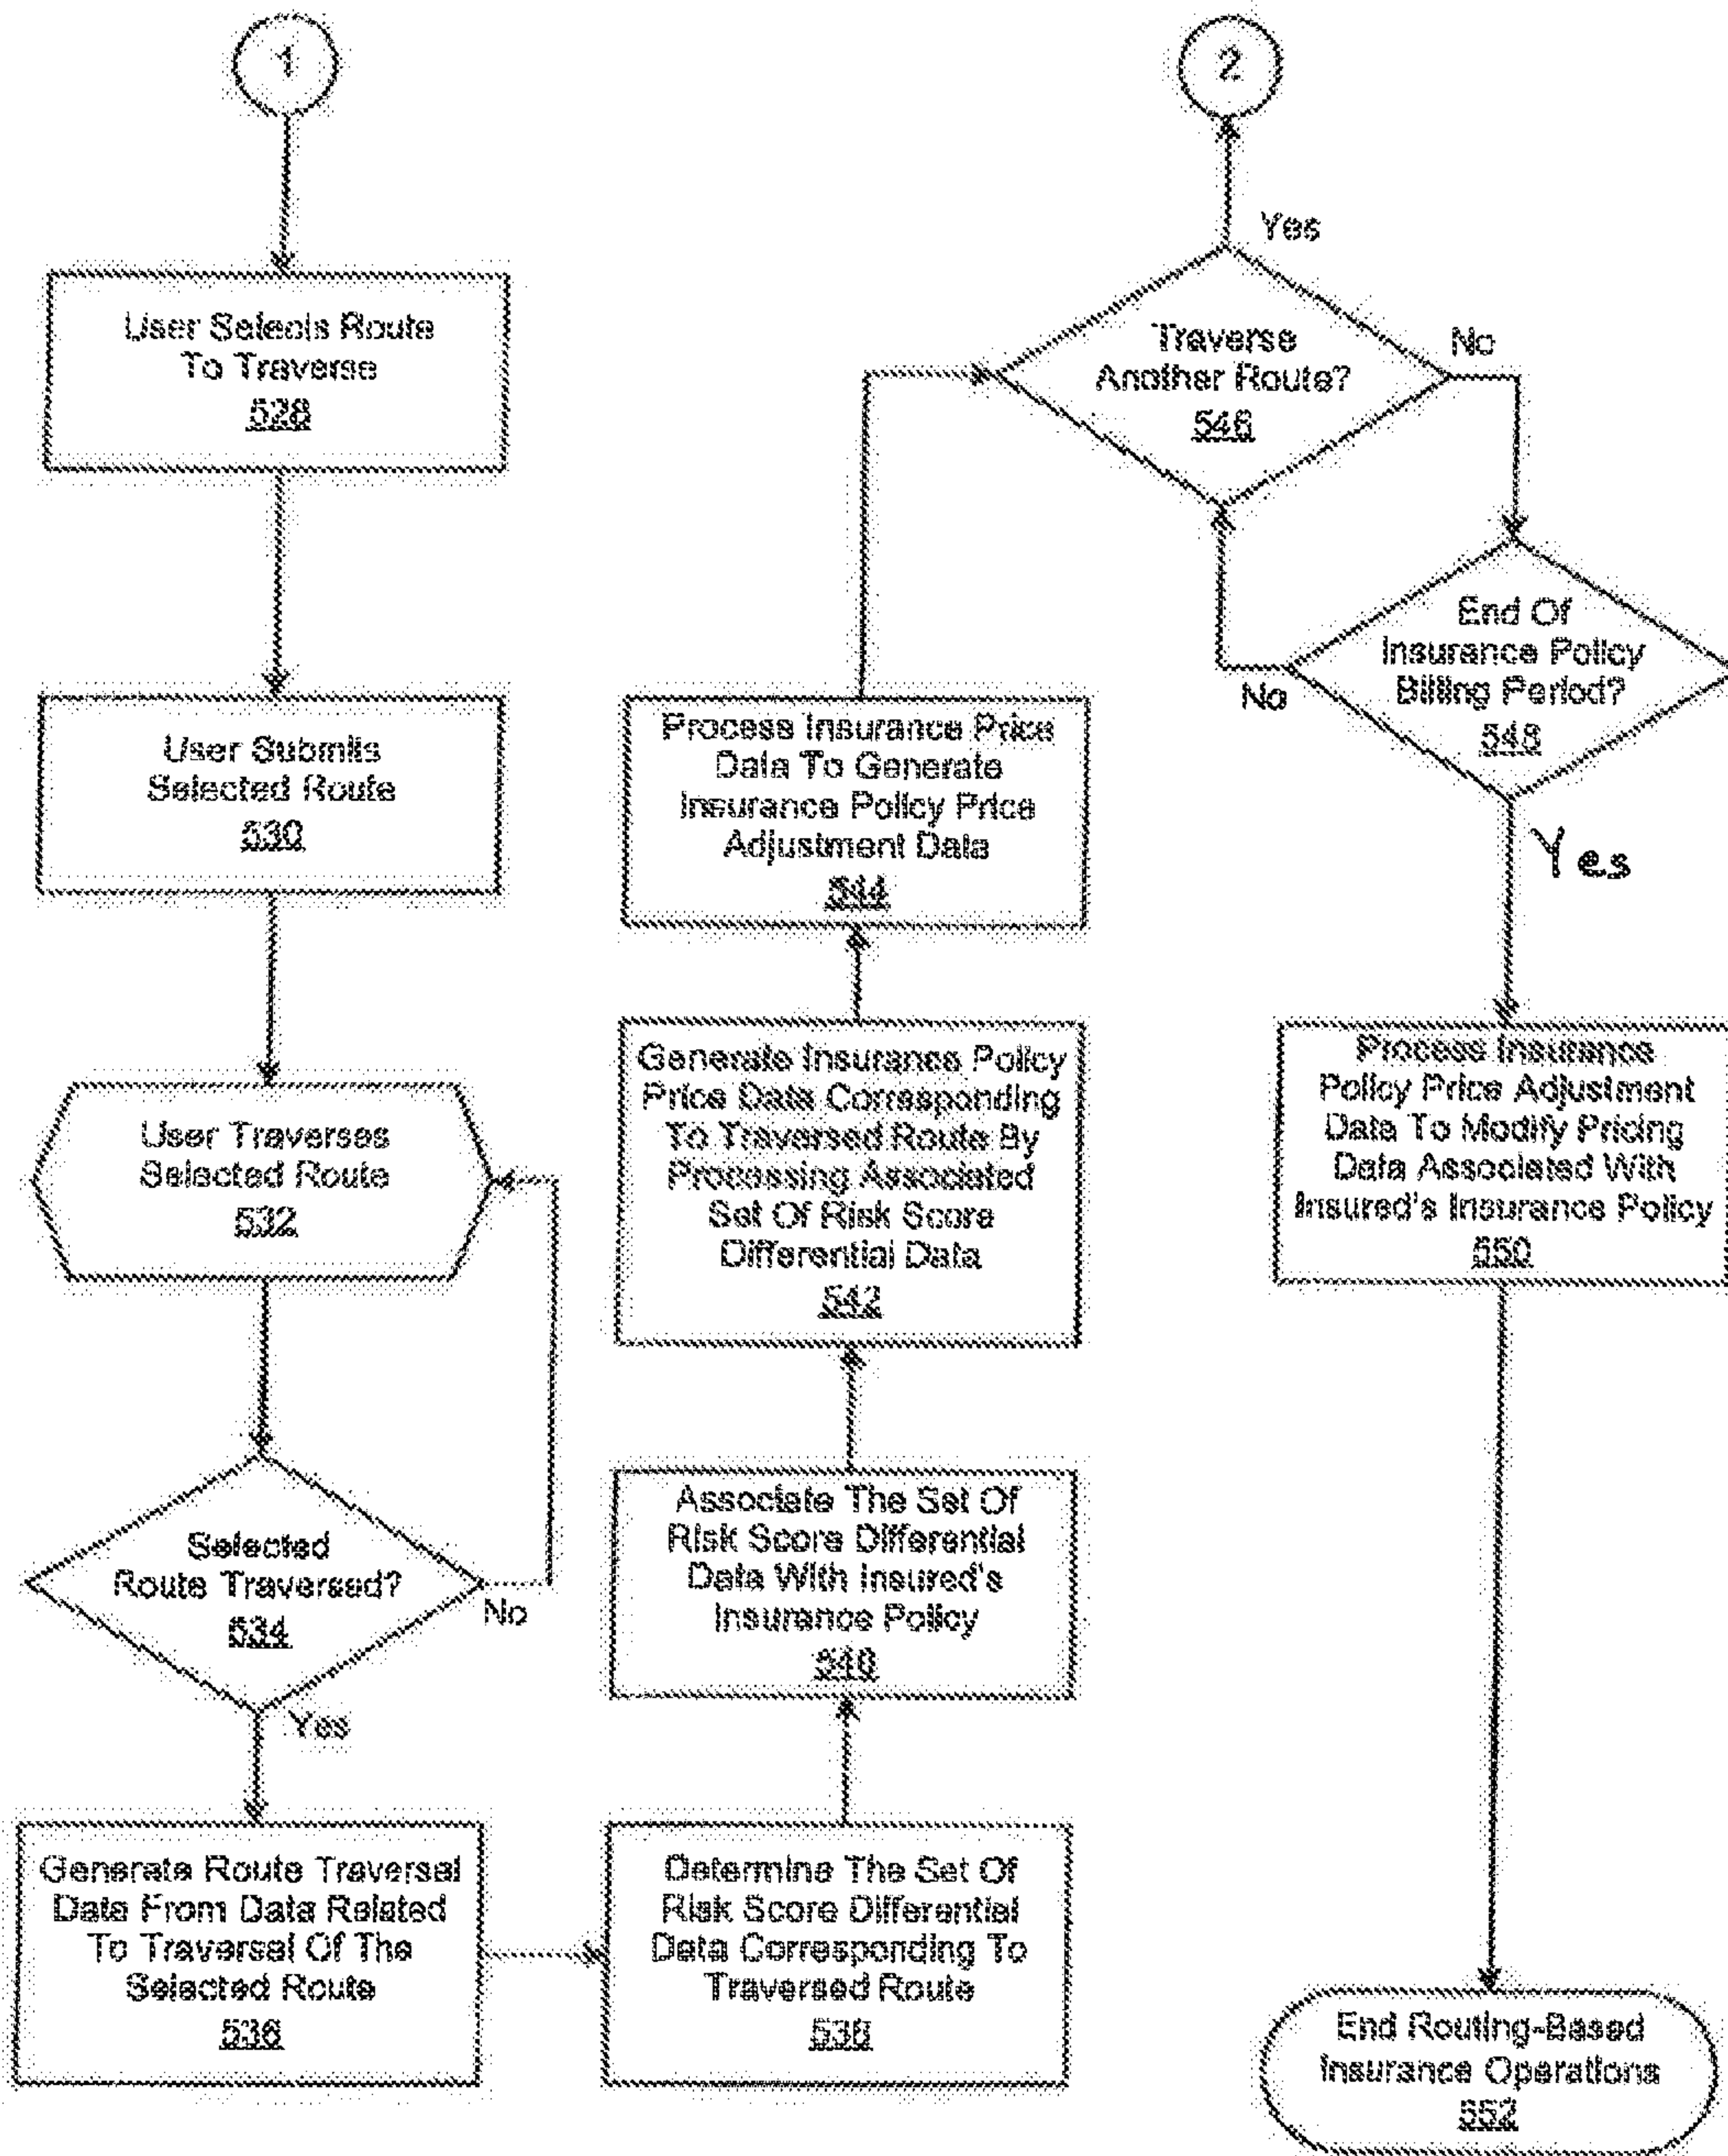 1
User Selects Route
To Traverse
528
User Submits
Selected Route
530
User Traverses
Selected Route
532
Selected
Route Traversed?
534
No
Yes
Generate Route Traversal
Data From Data Related
To Traversal Of The
Selected Route
536
Determine The Set Of
Risk Score Differential
Data Corresponding To
Traversed Route
538
Associate The Set Of
Risk Score Differential
Data With Insured's
Insurance Policy
540
Generate Insurance Policy
Price Data Corresponding
To Traversed Route By
Processing Associated
Set Of Risk Score
Differential Data
542
Process Insurance Price
Data To Generate
Insurance Policy Price
Adjustment Data
544
2
Yes
Traverse
Another Route?
546
No
End Of
Insurance Policy
Billing Period?
548
No
Yes
Process Insurance
Policy Price Adjustment
Data To Modify Pricing
Data Associated With
Insured's Insurance Policy
550
End Routing-Based
Insurance Operations
552